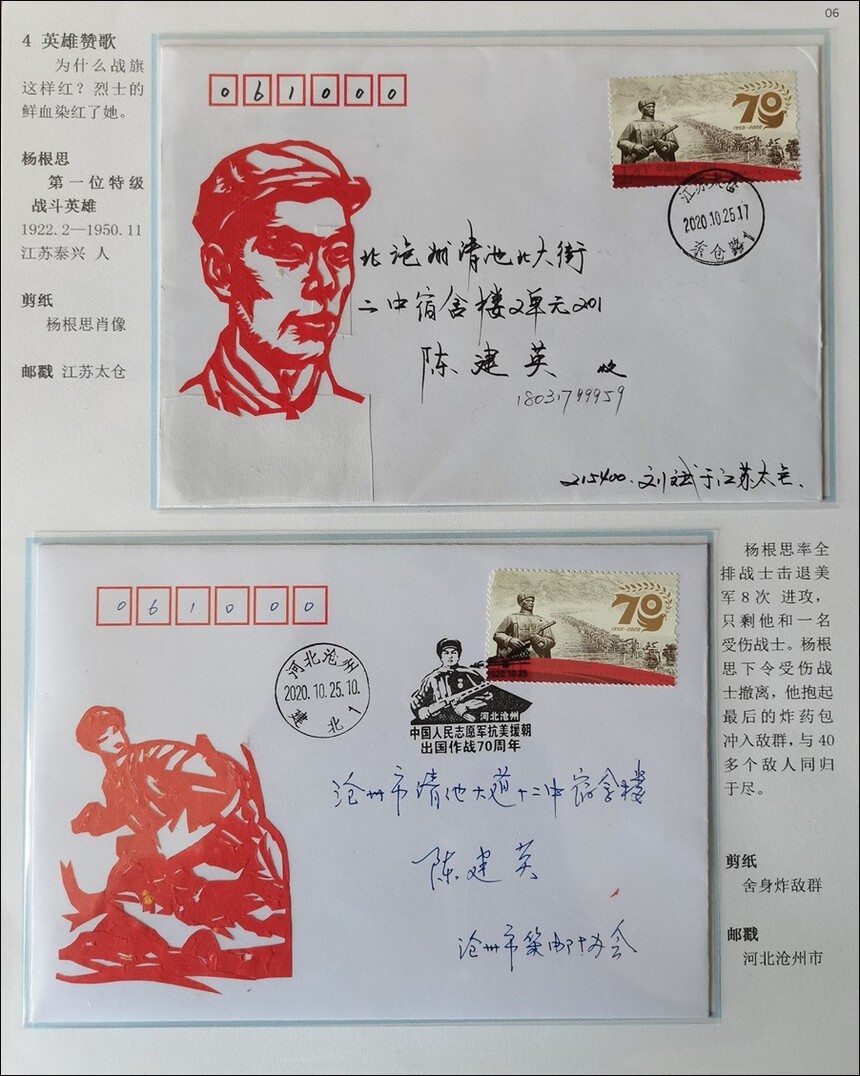 06
4 英雄赞歌
为什么战旗
这样红？烈士的
鲜血染红了她。
杨根思
第一位特级
战斗英雄
1922.2—1950.11
江苏泰兴 人
剪纸
杨根思肖像
邮戳 江苏太仓
0 6 1 0 0 0
70
1950-2020
江苏太仓
2020.10.25.17
东仓路1
清池北大街
二中宿舍楼2单元201
陈建英 收
18031799959
215400.刘斌于江苏太仓.
0 6 1 0 0 0
70
1950-2020
河北沧州
2020.10.25.10.
建北1
2020.10.25
河北沧州
中国人民志愿军抗美援朝
出国作战70周年
沧州市清池大道十二中宿舍楼
陈建英
沧州市集邮协会
杨根思率全
排战士击退美
军8次 进攻，
只剩他和一名
受伤战士。杨根
思下令受伤战
士撤离，他抱起
最后的炸药包
冲入敌群，与40
多个敌人同归
于尽。
剪纸
舍身炸敌群
邮戳
河北沧州市